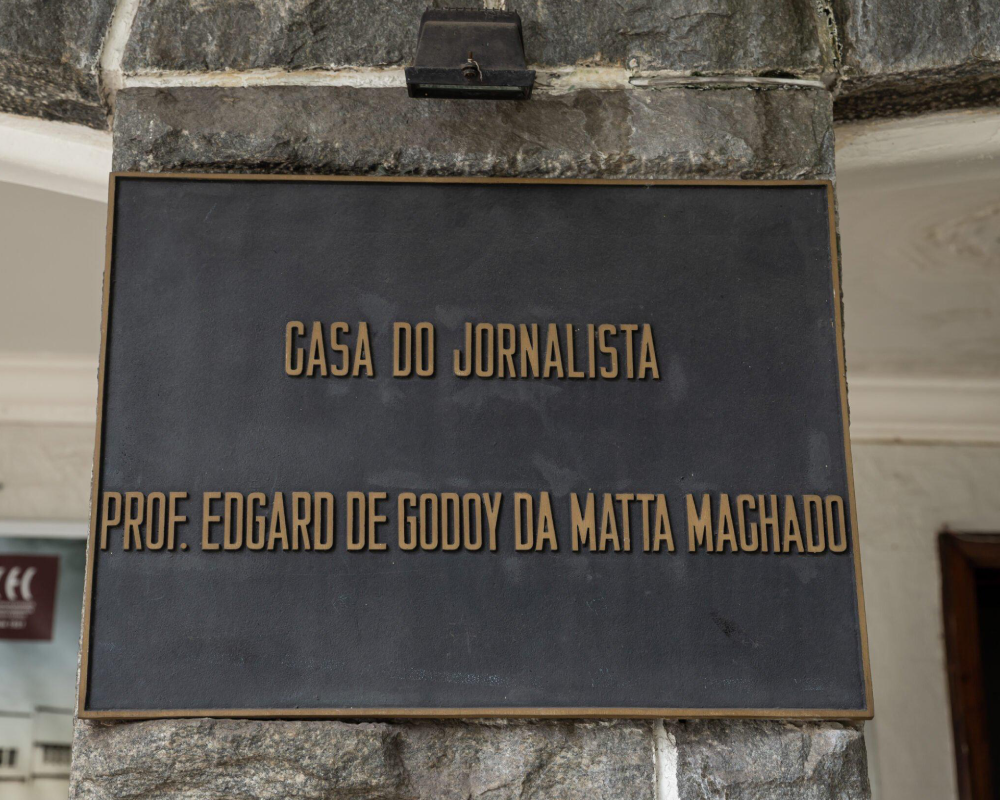 CASA DO JORNALISTA
PROF. EDGARD DE GODOY DA MATTA MACHADO